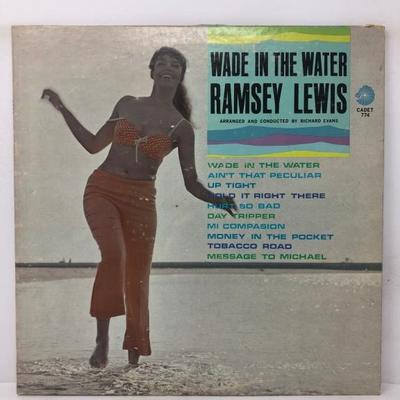 WADE IN THE WATER
RAMSEY LEWIS
ARRANGED AND CONDUCTED BY RICHARD EVANS
CADET
774
WADE IN THE WATER
AIN'T THAT PECULIAR
UP TIGHT
HOLD IT RIGHT THERE
HURT SO BAD
DAY TRIPPER
MI COMPASION
MONEY IN THE POCKET
TOBACCO ROAD
MESSAGE TO MICHAEL